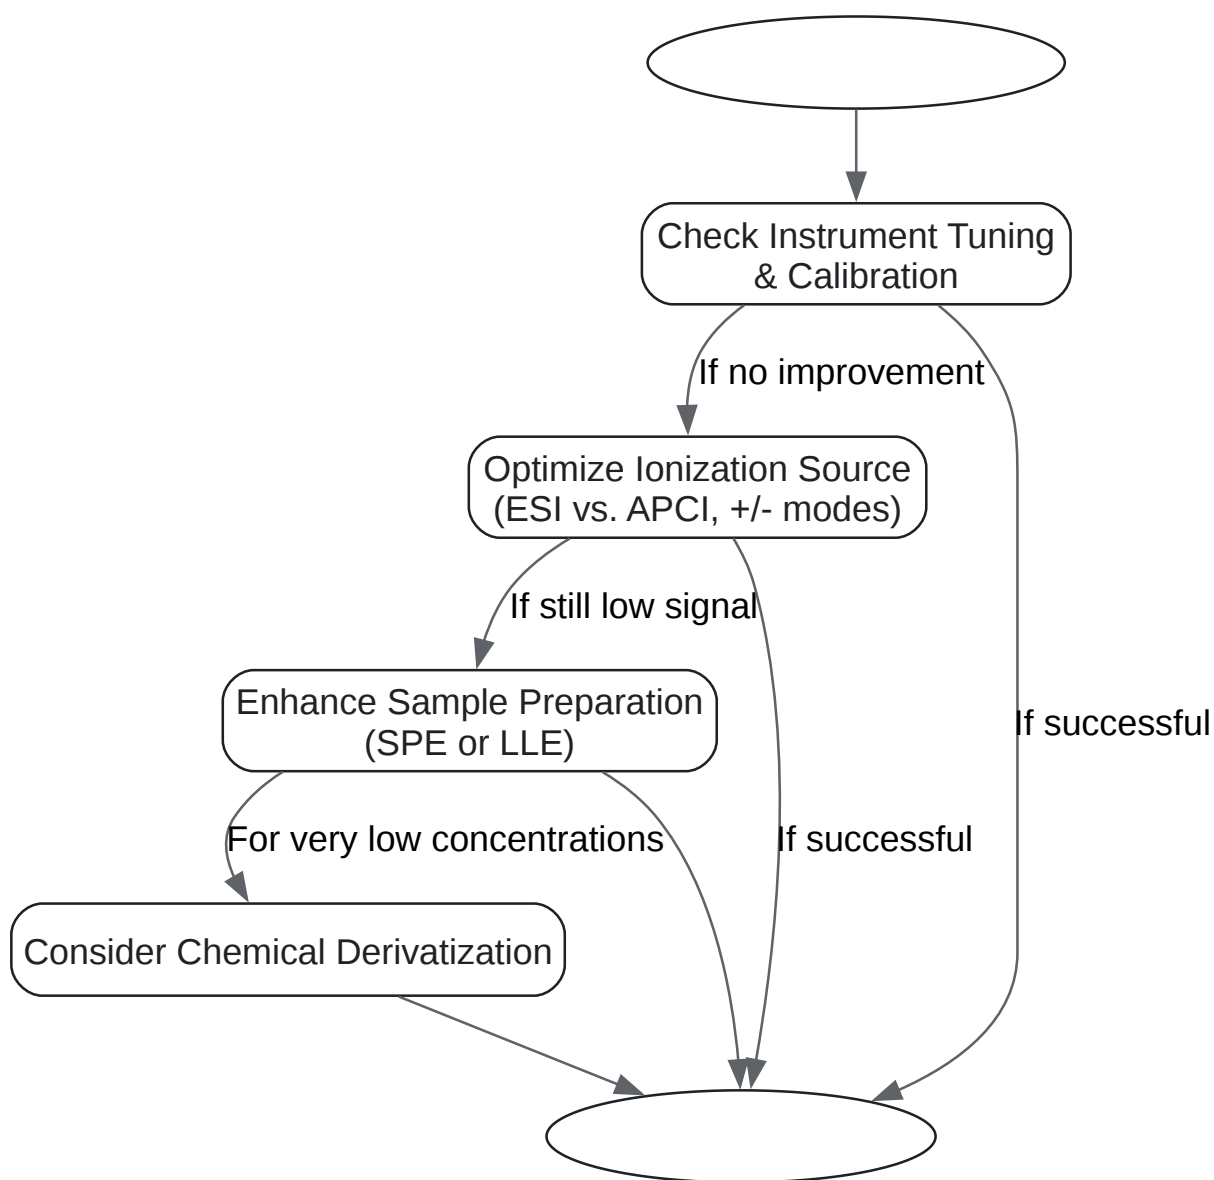 Check Instrument Tuning
& Calibration
If no improvement
Optimize Ionization Source
(ESI vs. APCI, +/- modes)
If still low signal
Enhance Sample Preparation
(SPE or LLE)
If successful
For very low concentrations
If successful
Consider Chemical Derivatization